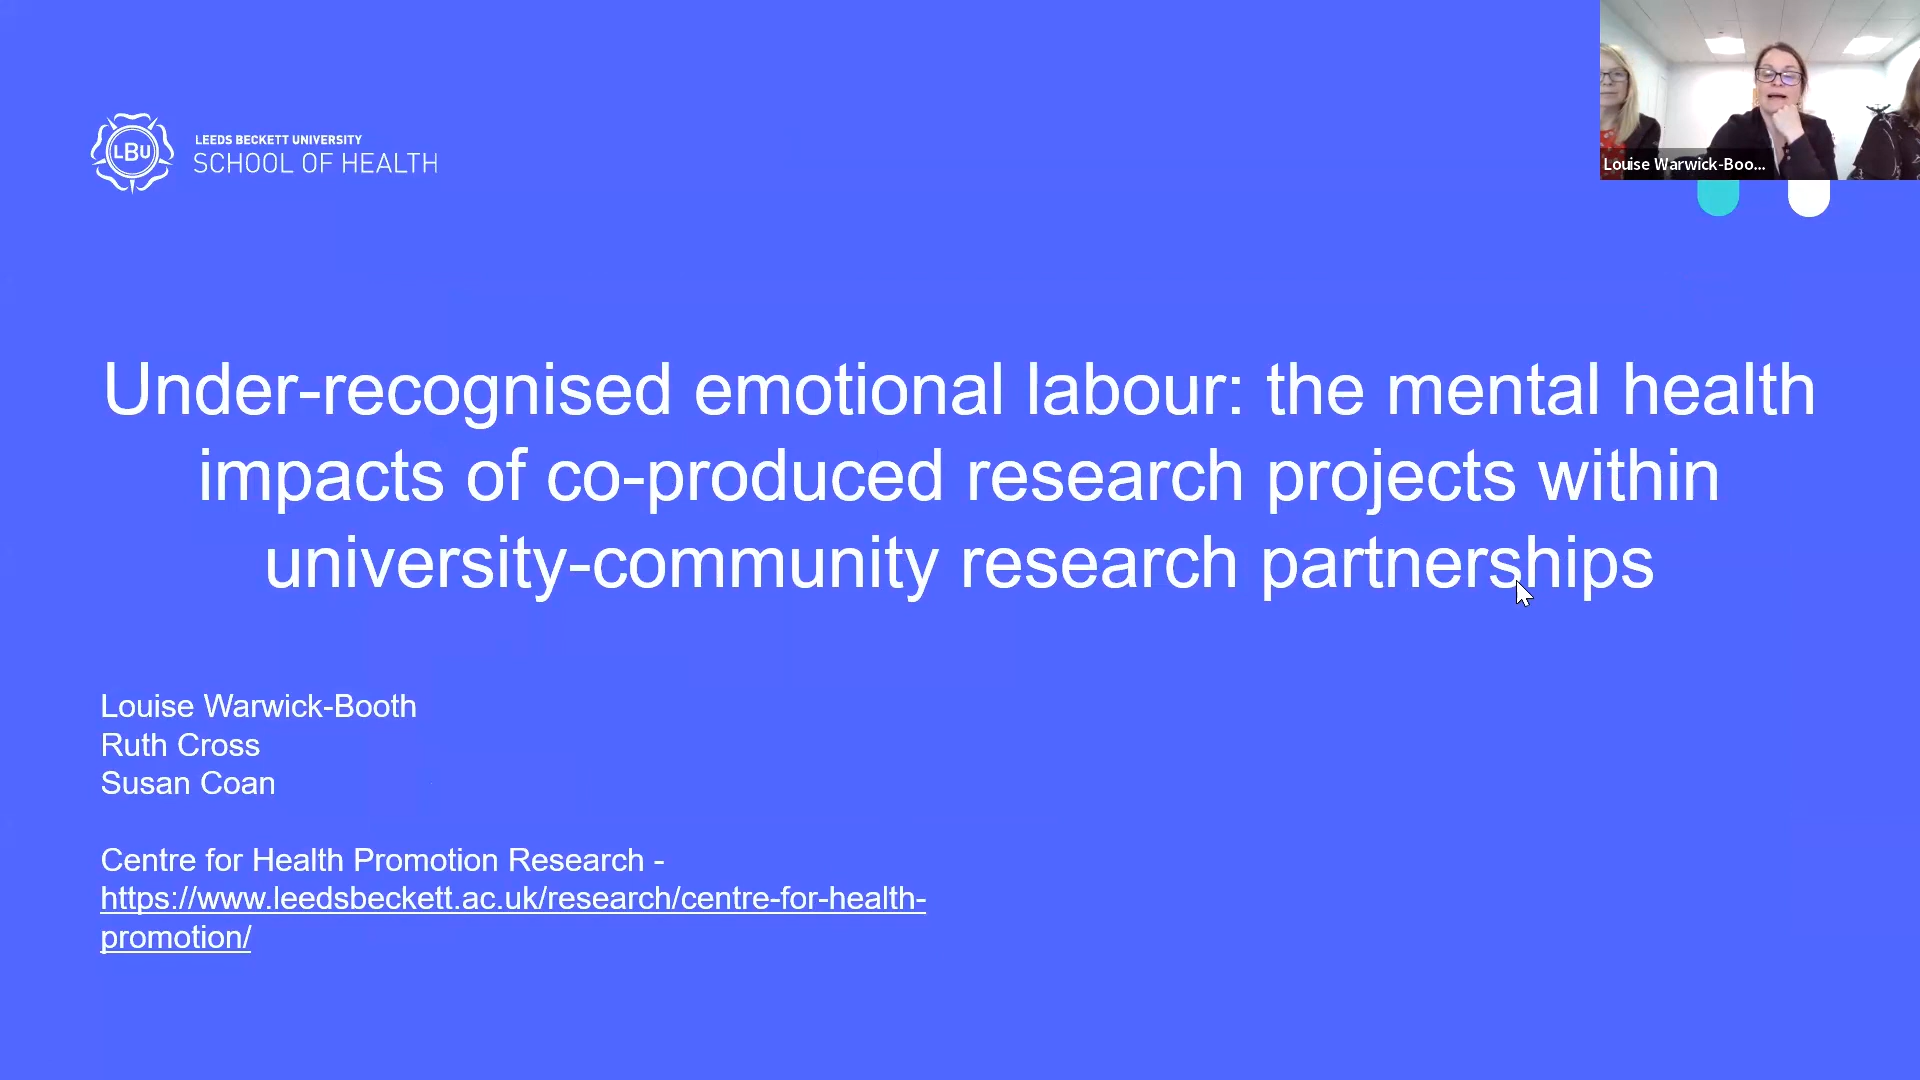 LBU
LEEDS BECKETT UNIVERSITY
SCHOOL OF HEALTH
Louise Warwick-Boo...
Under-recognised emotional labour: the mental health
impacts of co-produced research projects within
university-community research partnerships
Louise Warwick-Booth
Ruth Cross
Susan Coan
Centre for Health Promotion Research -
https://www.leedsbeckett.ac.uk/research/centre-for-health-
promotion/